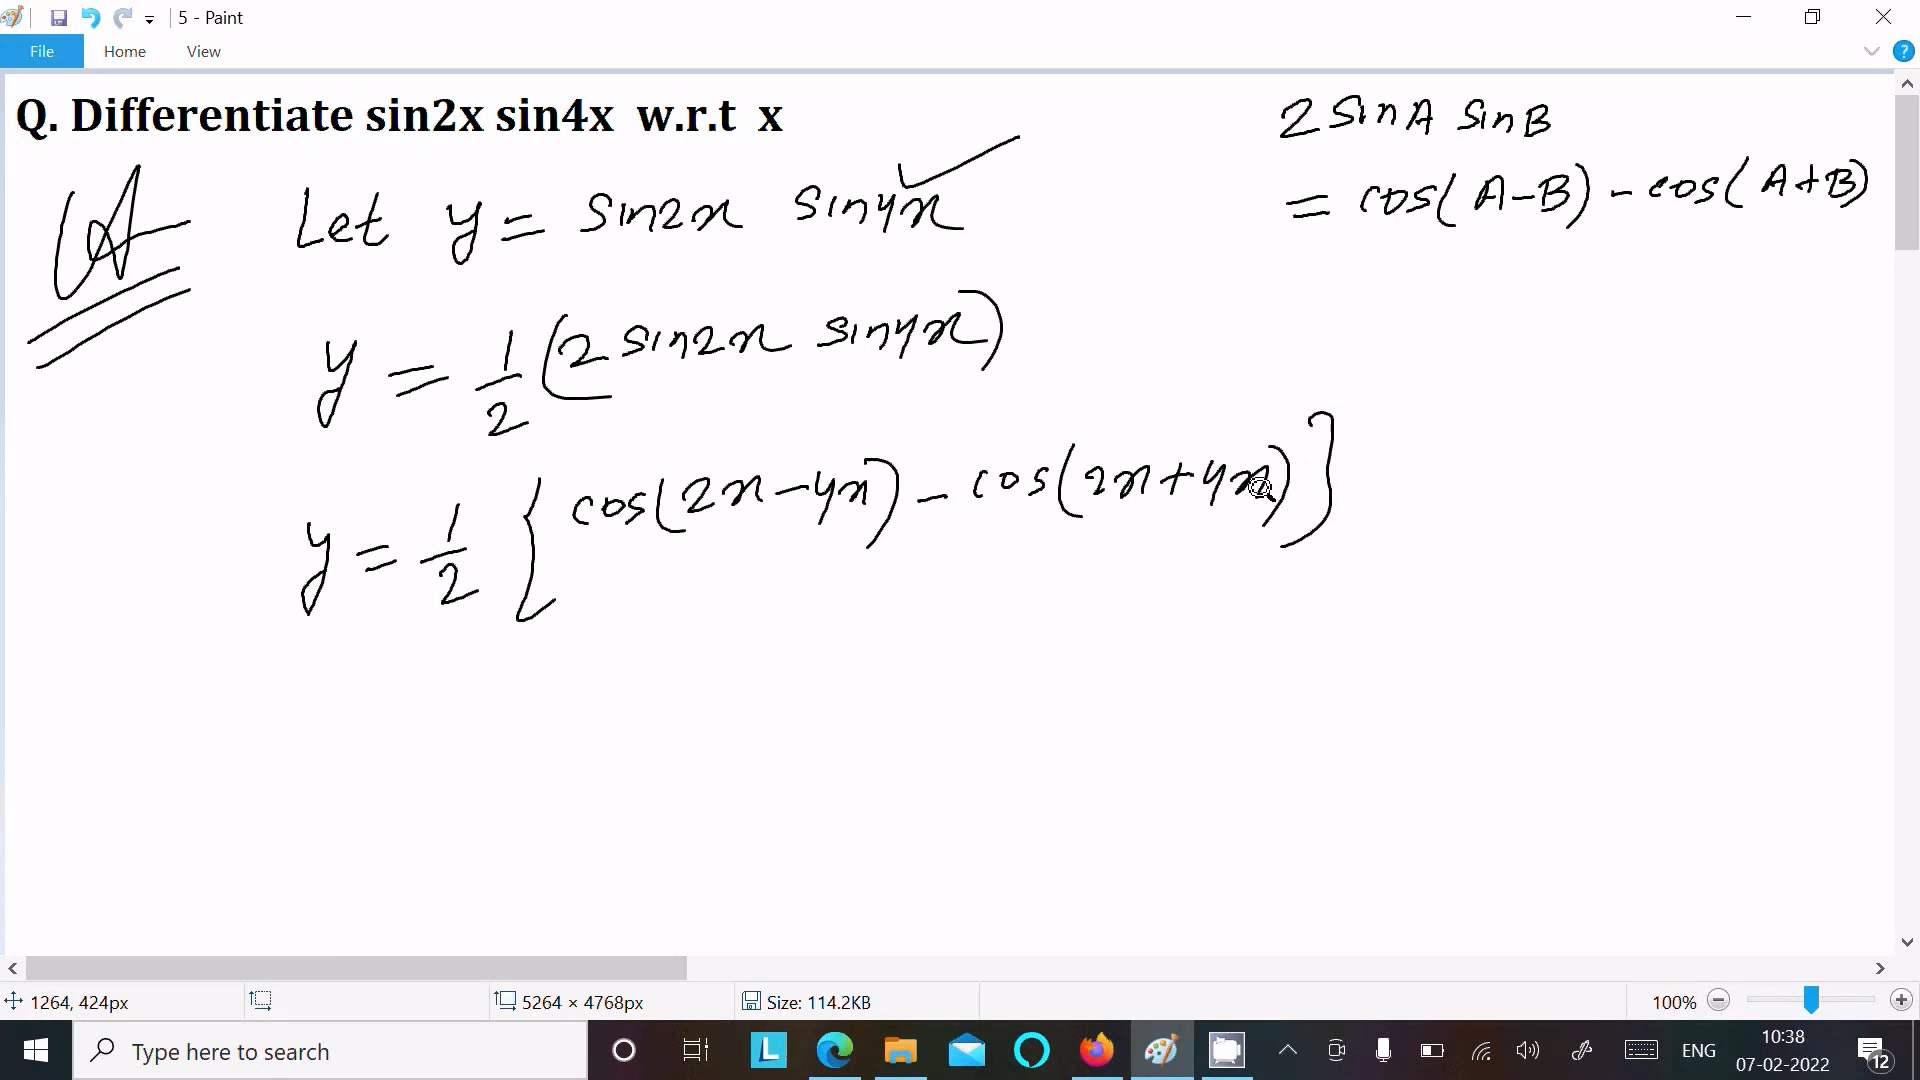 5 - Paint
File Home View
Q. Differentiate sin2x sin4x w.r.t x
2 sinA sinB
= cos(A-B) - cos(A+B)
Let y = sin2x sin4x
y = 1/2 (2 sin2x sin4x)
y = 1/2 {cos(2x-4x) - cos(2x+4x)}
1264, 424px
5264 × 4768px
Size: 114.2KB
100%
Type here to search
L
ENG
10:38
07-02-2022
12